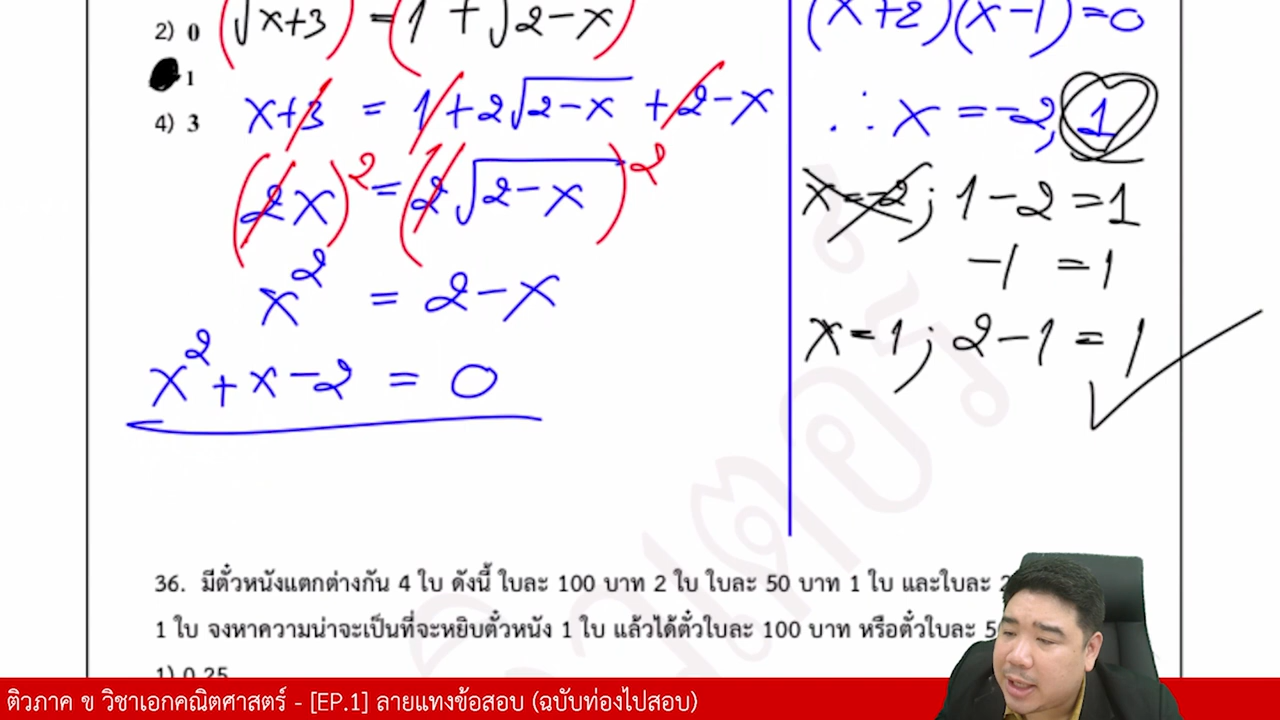 2) 0
(√x+3) = (1 + √2-x)
1
x+3 = 1 + 2√2-x + 2-x
4) 3
(2x)² = (2√2-x)²
x² = 2-x
x²+x-2 = 0
(x+2)(x-1)=0
∴ x = -2, 1
x=-2; 1-2=1
-1 =1
x=1; 2-1=1
36. มีตั๋วหนังแตกต่างกัน 4 ใบ ดังนี้ ใบละ 100 บาท 2 ใบ ใบละ 50 บาท 1 ใบ และใบละ
1 ใบ จงหาความน่าจะเป็นที่จะหยิบตั๋วหนัง 1 ใบ แล้วได้ตั๋วใบละ 100 บาท หรือตั๋วใบละ
1) 0.25
ติวภาค ข วิชาเอกคณิตศาสตร์ - [EP.1] ลายแทงข้อสอบ (ฉบับท่องไปสอบ)